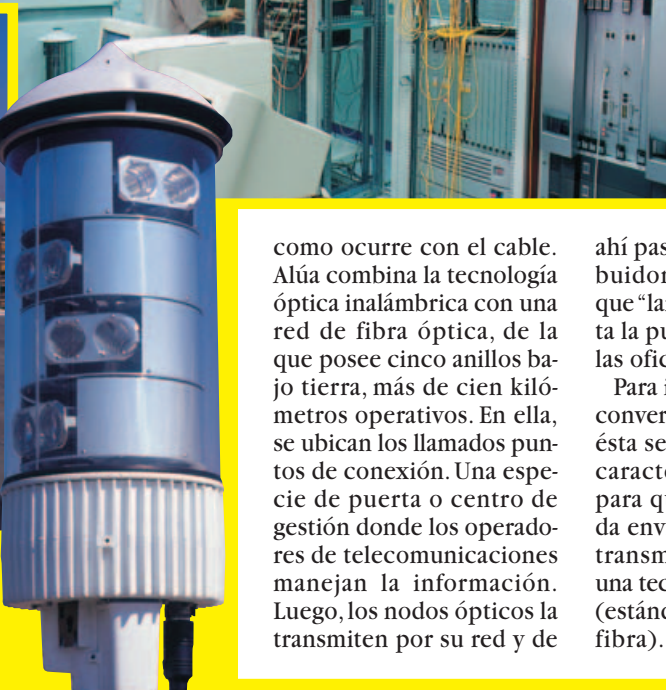 como ocurre con el cable.
Alúa combina la tecnología
óptica inalámbrica con una
red de fibra óptica, de la
que posee cinco anillos ba-
jo tierra, más de cien kiló-
metros operativos. En ella,
se ubican los llamados pun-
tos de conexión. Una espe-
cie de puerta o centro de
gestión donde los operado-
res de telecomunicaciones
manejan la información.
Luego, los nodos ópticos la
transmiten por su red y de
ahí pas
buidor
que “la
ta la pu
las ofic
Para i
conver
ésta se
caract
para q
da env
transm
una tec
(están
fibra).